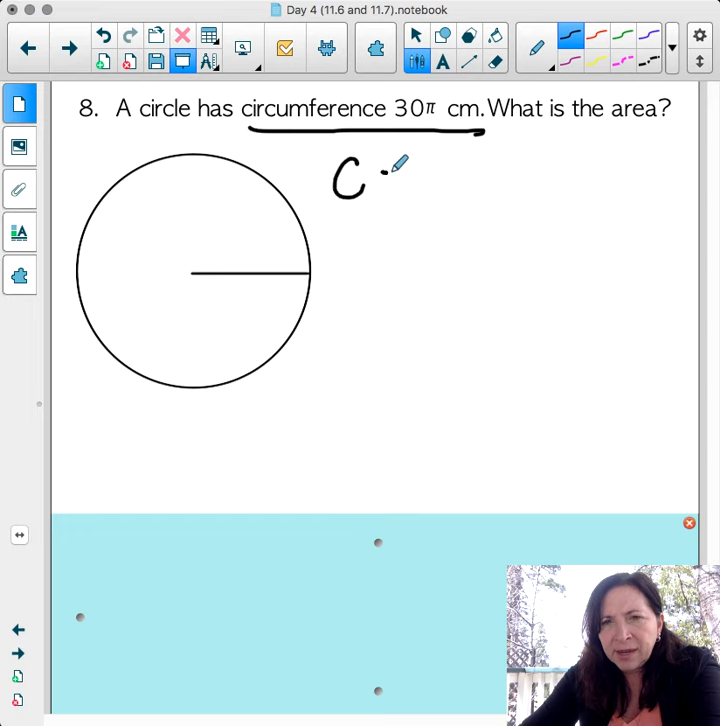 Day 4 (11.6 and 11.7).notebook
8. A circle has circumference 30π cm. What is the area?
C